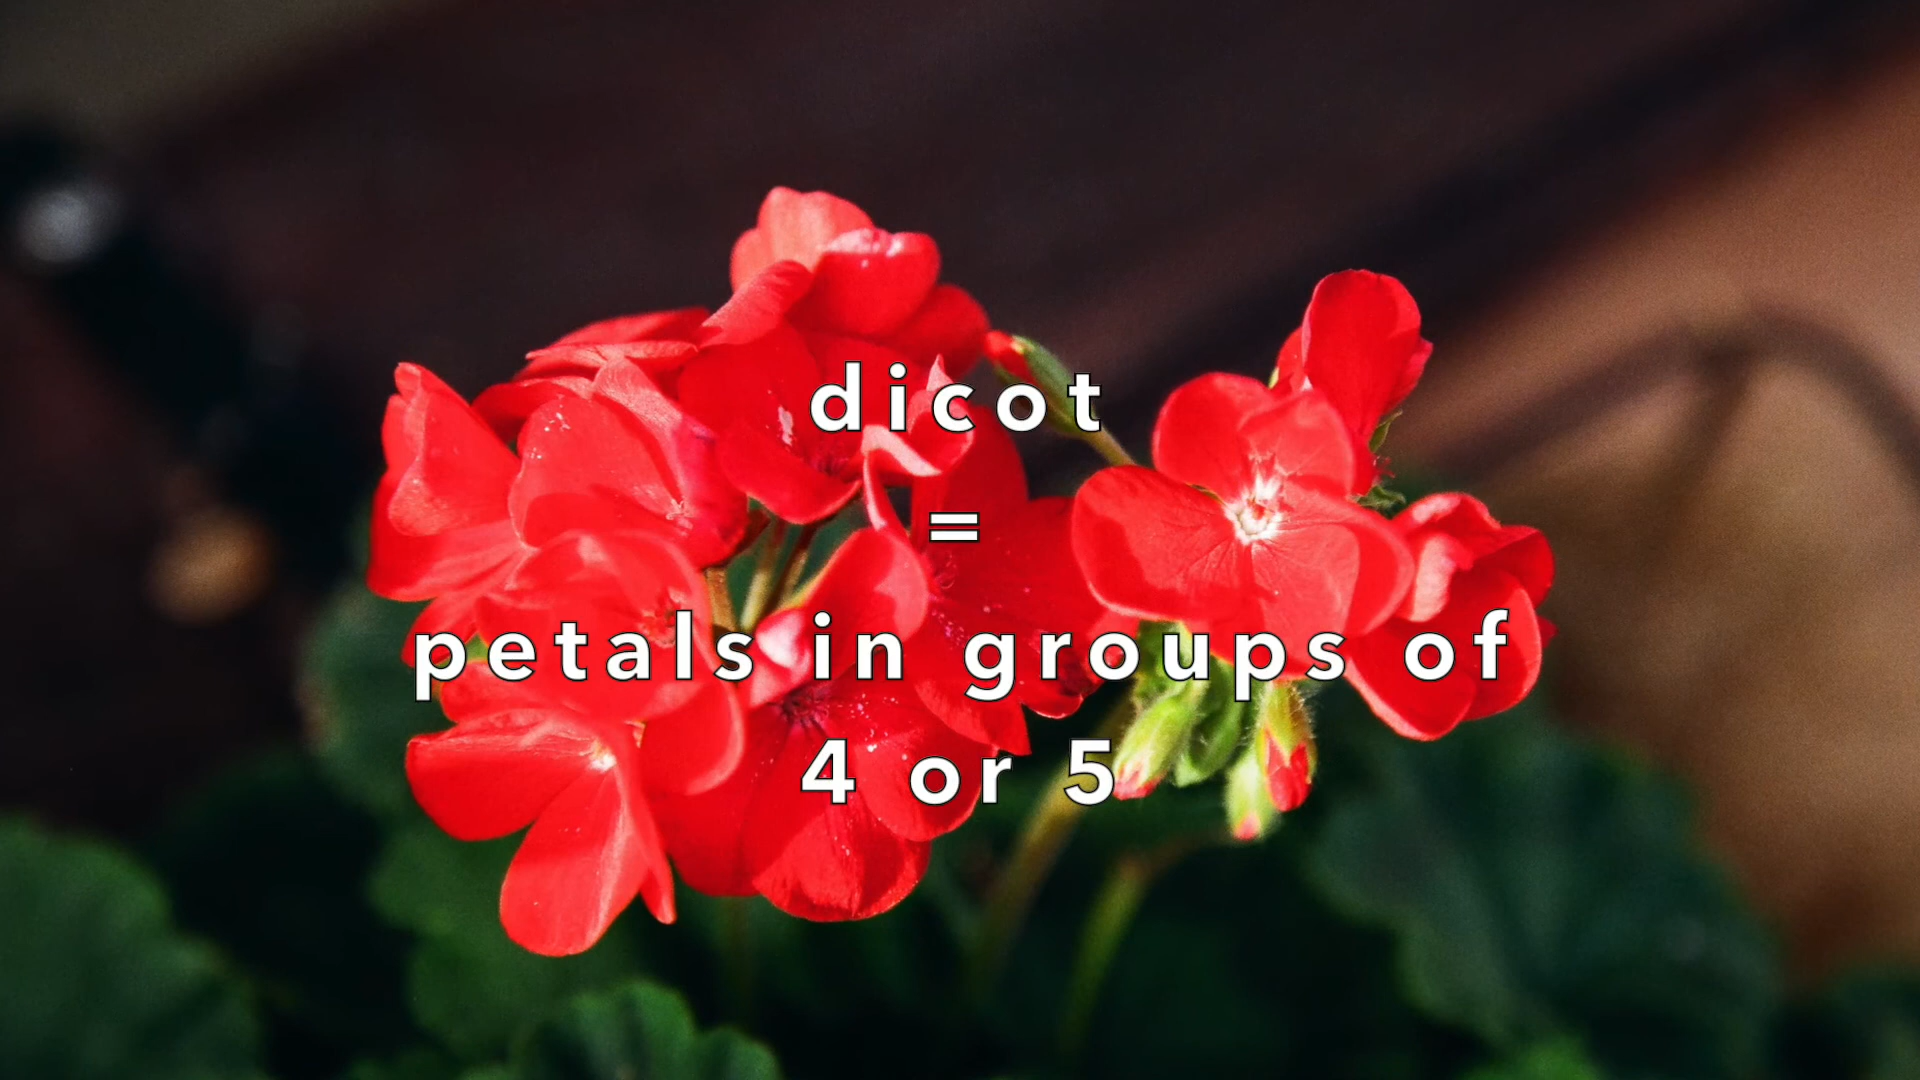 dicot
=
petals in groups of
4 or 5